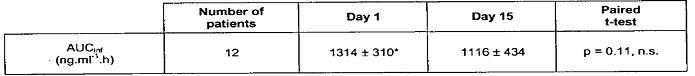 Number of patients
Day 1
Day 15
Paired t-test
AUCinf (ng.ml⁻¹.h)
12
1314 ± 310*
1116 ± 434
p = 0.11, n.s.